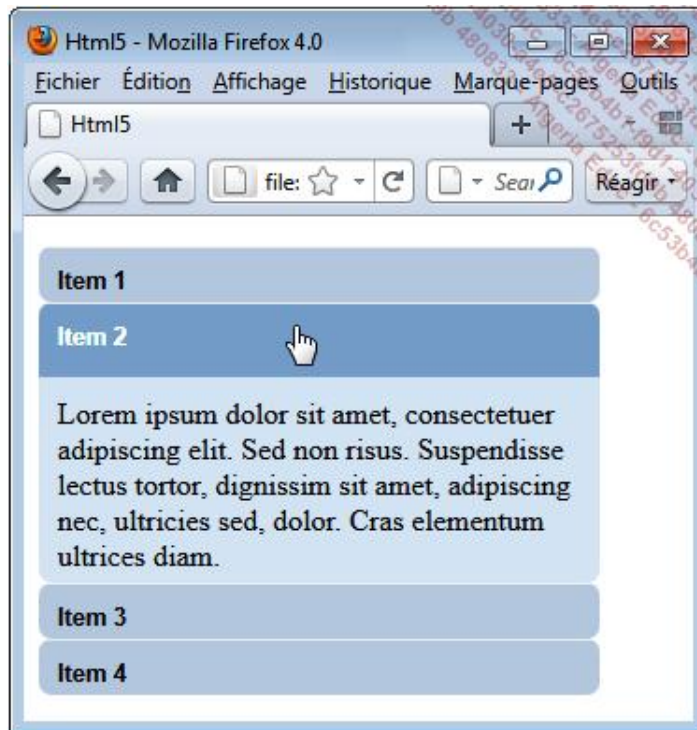 Html5 - Mozilla Firefox 4.0
Fichier Édition Affichage Historique Marque-pages Outils
Html5
file: Sear Réagir
Item 1
Item 2
Lorem ipsum dolor sit amet, consectetuer
adipiscing elit. Sed non risus. Suspendisse
lectus tortor, dignissim sit amet, adipiscing
nec, ultricies sed, dolor. Cras elementum
ultrices diam.
Item 3
Item 4